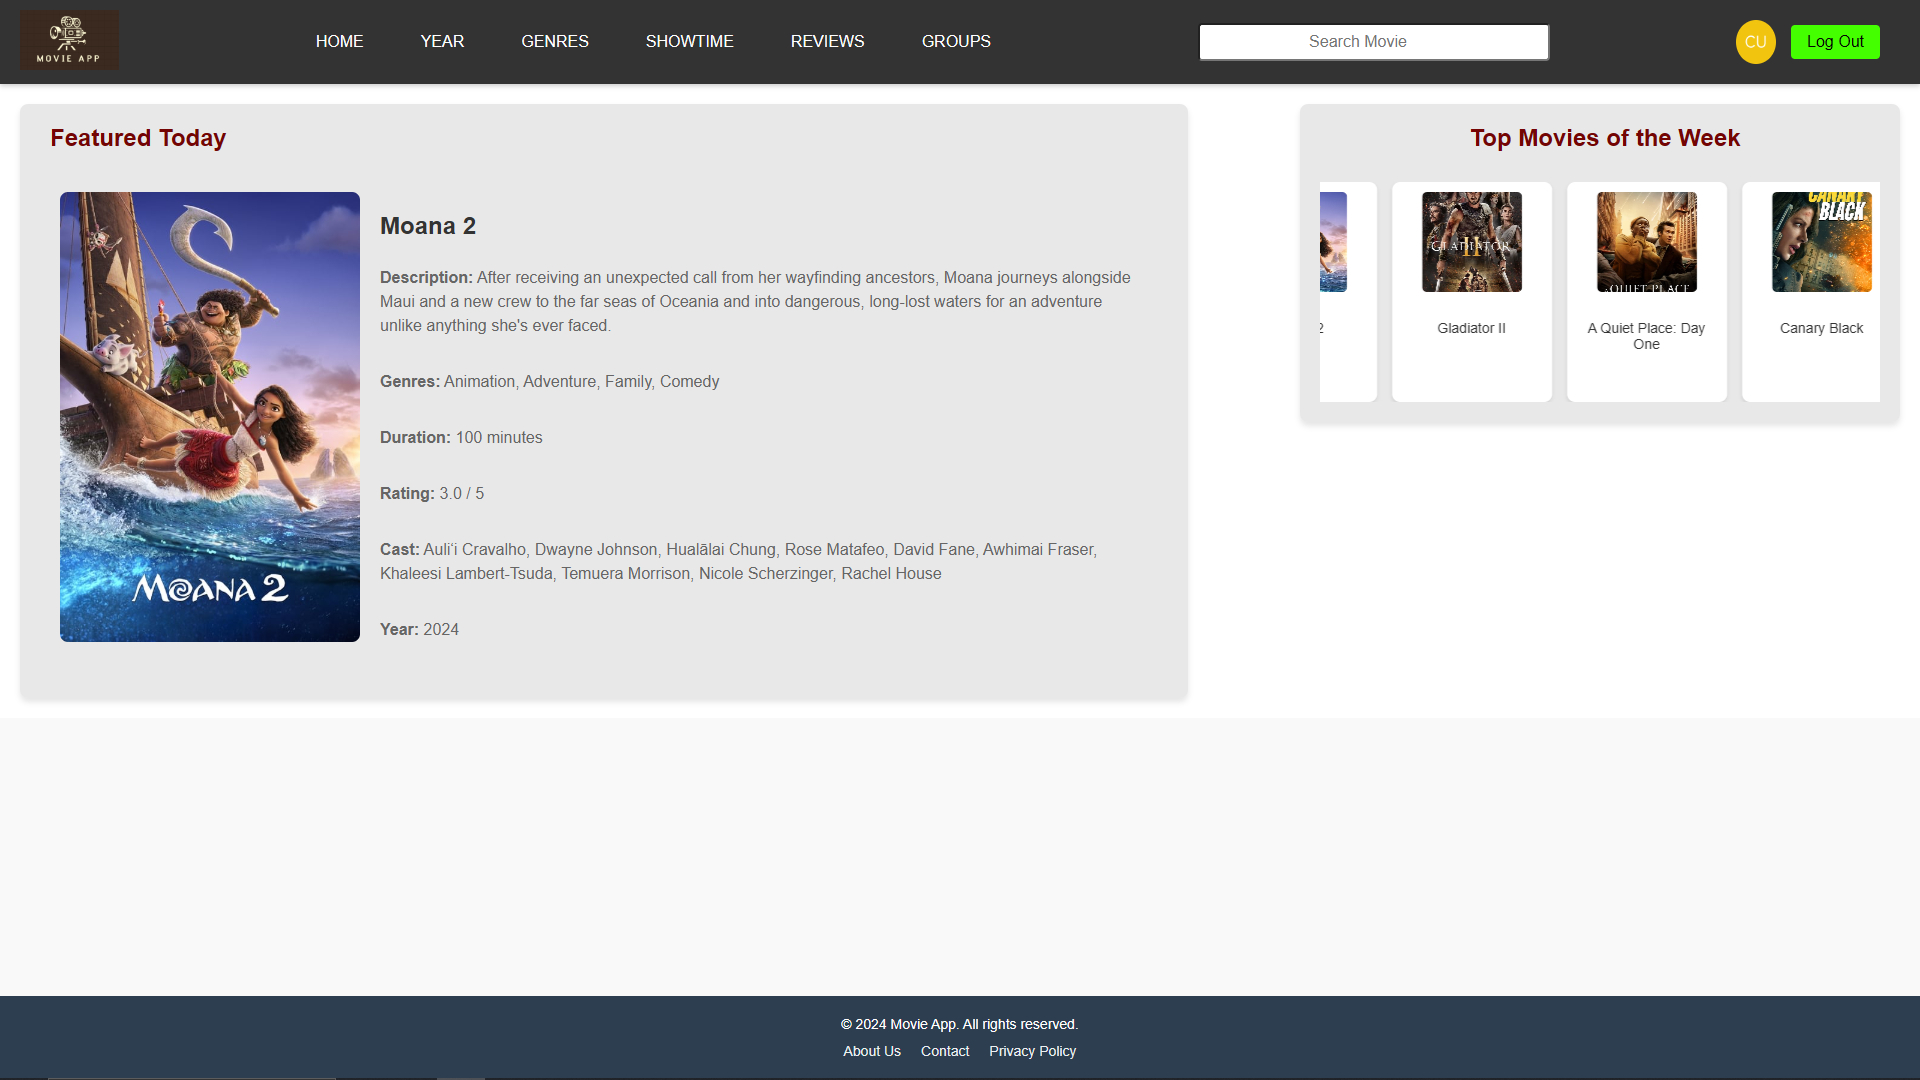 MOVIE APP
HOME
YEAR
GENRES
SHOWTIME
REVIEWS
GROUPS
Search Movie
CU
Log Out
Featured Today
MOANA 2
Moana 2
Description: After receiving an unexpected call from her wayfinding ancestors, Moana journeys alongside
Maui and a new crew to the far seas of Oceania and into dangerous, long-lost waters for an adventure
unlike anything she's ever faced.
Genres: Animation, Adventure, Family, Comedy
Duration: 100 minutes
Rating: 3.0 / 5
Cast: Auliʻi Cravalho, Dwayne Johnson, Hualālai Chung, Rose Matafeo, David Fane, Awhimai Fraser,
Khaleesi Lambert-Tsuda, Temuera Morrison, Nicole Scherzinger, Rachel House
Year: 2024
Top Movies of the Week
2
GLADIATOR
II
Gladiator II
A QUIET PLACE
A Quiet Place: Day
One
CANARY
BLACK
Canary Black
© 2024 Movie App. All rights reserved.
About Us
Contact
Privacy Policy